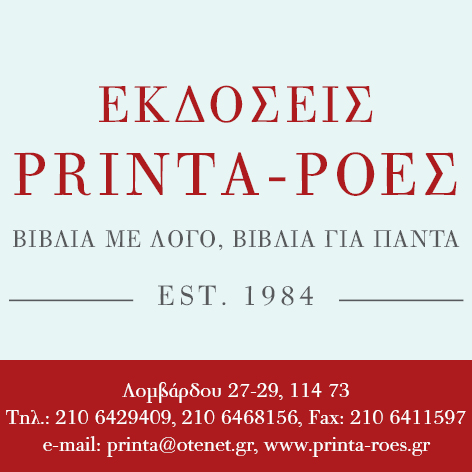 ΕΚΔΟΣΕΙΣ
PRINTA-ΡΟΕΣ
ΒΙΒΛΙΑ ΜΕ ΛΟΓΟ, ΒΙΒΛΙΑ ΓΙΑ ΠΑΝΤΑ
EST. 1984
Λομβάρδου 27-29, 114 73
Τηλ.: 210 6429409, 210 6468156, Fax: 210 6411597
e-mail: printa@otenet.gr, www.printa-roes.gr